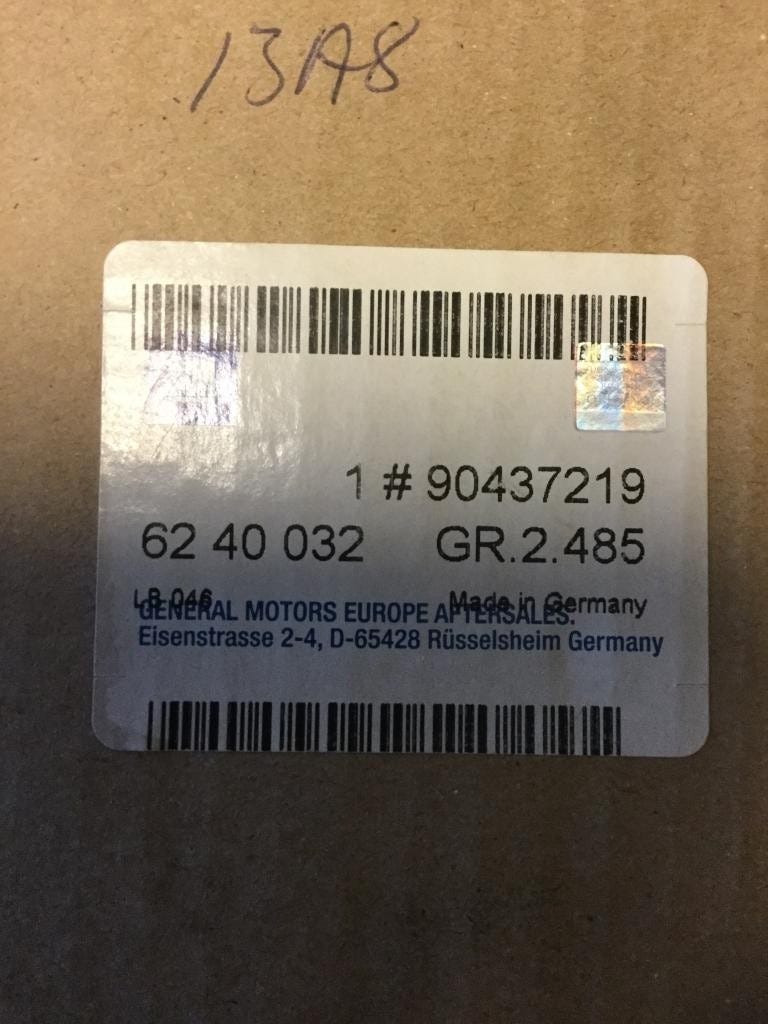 13A8
1 # 90437219
62 40 032 GR.2.485
LB 046 Made in Germany
GENERAL MOTORS EUROPE AFTERSALES.
Eisenstrasse 2-4, D-65428 Rüsselsheim Germany